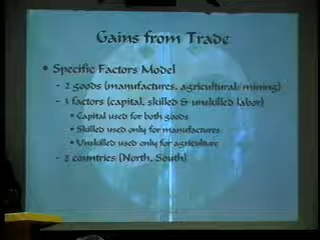 Gains from Trade
• Specific Factors Model
– 2 goods (manufactures, agricultural/mining)
– 3 factors (capital, skilled & unskilled labor)
• Capital used for both goods
• Skilled used only for manufactures
• Unskilled used only for agriculture
– 2 countries (North, South)